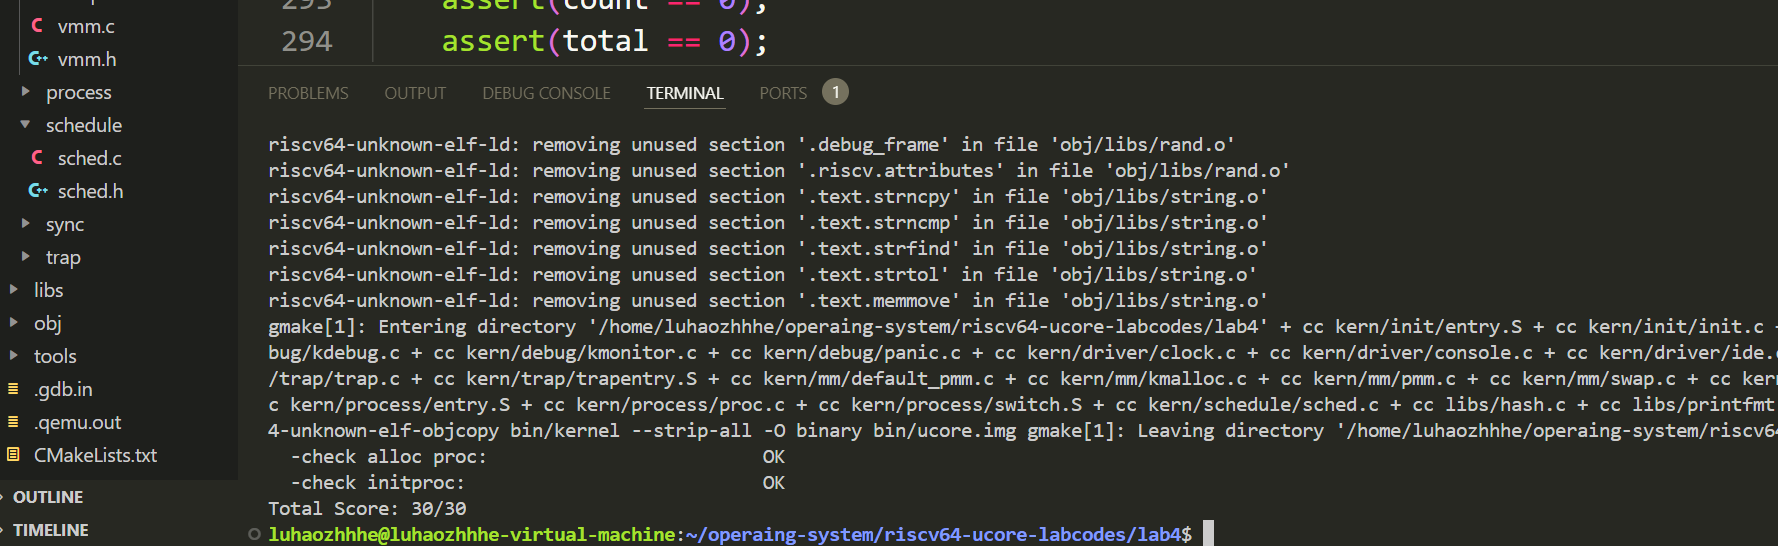 vmm.c
vmm.h
process
schedule
sched.c
sched.h
sync
trap
libs
obj
tools
.gdb.in
.qemu.out
CMakeLists.txt
OUTLINE
TIMELINE
293 assert(count == 0);
294 assert(total == 0);
PROBLEMS OUTPUT DEBUG CONSOLE TERMINAL PORTS 1
riscv64-unknown-elf-ld: removing unused section '.debug_frame' in file 'obj/libs/rand.o'
riscv64-unknown-elf-ld: removing unused section '.riscv.attributes' in file 'obj/libs/rand.o'
riscv64-unknown-elf-ld: removing unused section '.text.strncpy' in file 'obj/libs/string.o'
riscv64-unknown-elf-ld: removing unused section '.text.strncmp' in file 'obj/libs/string.o'
riscv64-unknown-elf-ld: removing unused section '.text.strfind' in file 'obj/libs/string.o'
riscv64-unknown-elf-ld: removing unused section '.text.strtol' in file 'obj/libs/string.o'
riscv64-unknown-elf-ld: removing unused section '.text.memmove' in file 'obj/libs/string.o'
gmake[1]: Entering directory '/home/luhaozhhhe/operaing-system/riscv64-ucore-labcodes/lab4' + cc kern/init/entry.S + cc kern/init/init.c
bug/kdebug.c + cc kern/debug/kmonitor.c + cc kern/debug/panic.c + cc kern/driver/clock.c + cc kern/driver/console.c + cc kern/driver/ide.c
/trap/trap.c + cc kern/trap/trapentry.S + cc kern/mm/default_pmm.c + cc kern/mm/kmalloc.c + cc kern/mm/pmm.c + cc kern/mm/swap.c + cc ker
c kern/process/entry.S + cc kern/process/proc.c + cc kern/process/switch.S + cc kern/schedule/sched.c + cc libs/hash.c + cc libs/printfmt
4-unknown-elf-objcopy bin/kernel --strip-all -O binary bin/ucore.img gmake[1]: Leaving directory '/home/luhaozhhhe/operaing-system/riscv6
-check alloc proc: OK
-check initproc: OK
Total Score: 30/30
luhaozhhhe@luhaozhhhe-virtual-machine:~/operaing-system/riscv64-ucore-labcodes/lab4$